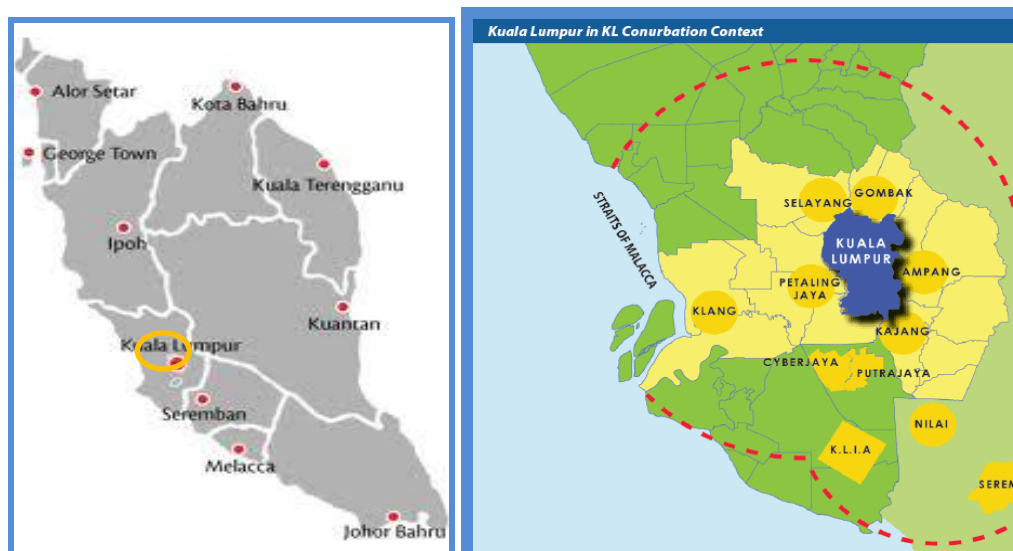 Alor Setar
Kota Bahru
George Town
Kuala Terengganu
Ipoh
Kuantan
Kuala Lumpur
Seremban
Melacca
Johor Bahru
Kuala Lumpur in KL Conurbation Context
STRAITS OF MALACCA
SELAYANG
GOMBAK
KUALA
LUMPUR
AMPANG
PETALING
JAYA
KLANG
KAJANG
CYBERJAYA
PUTRAJAYA
NILAI
K.L.I.A
SEREM